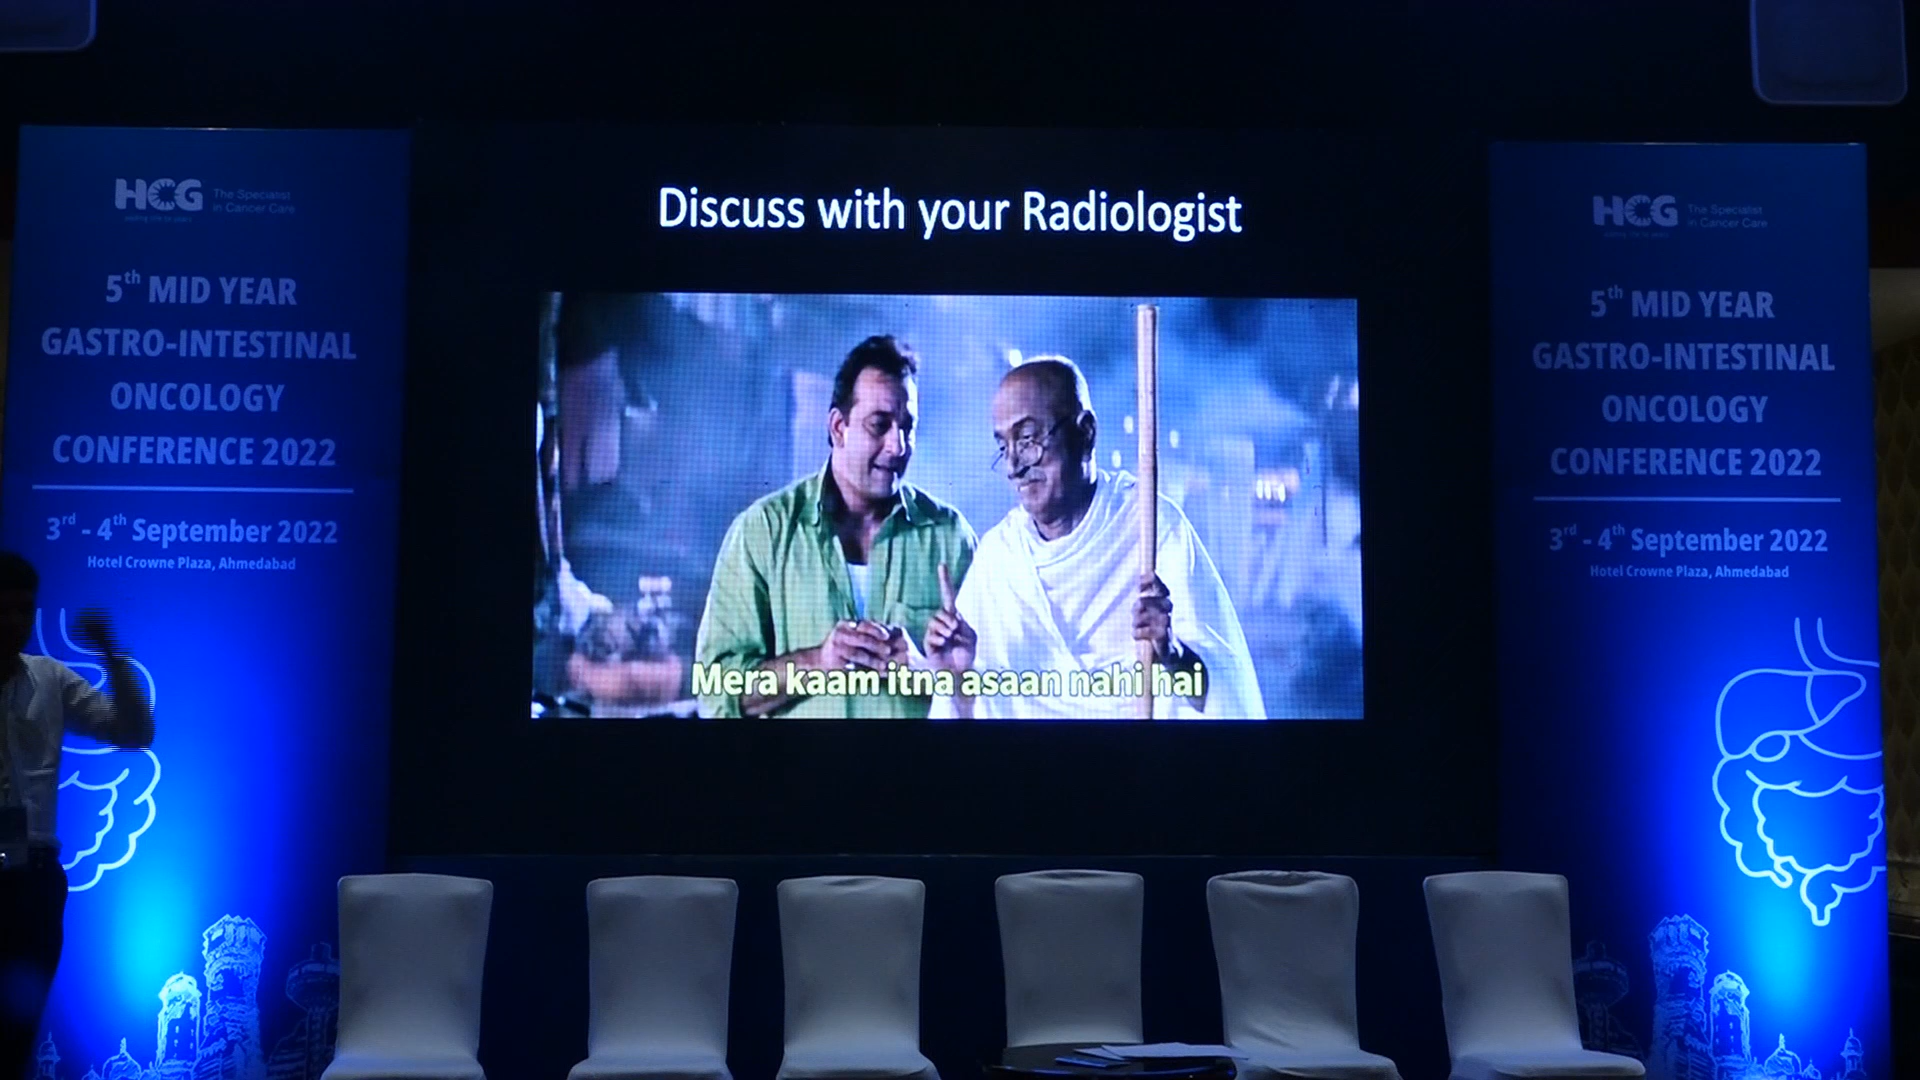 HCG
The Specialist
in Cancer Care
5th MID YEAR
GASTRO-INTESTINAL
ONCOLOGY
CONFERENCE 2022
3rd - 4th September 2022
Hotel Crowne Plaza, Ahmedabad
Discuss with your Radiologist
Mera kaam itna asaan nahi hai
HCG
The Specialist
in Cancer Care
5th MID YEAR
GASTRO-INTESTINAL
ONCOLOGY
CONFERENCE 2022
3rd - 4th September 2022
Hotel Crowne Plaza, Ahmedabad